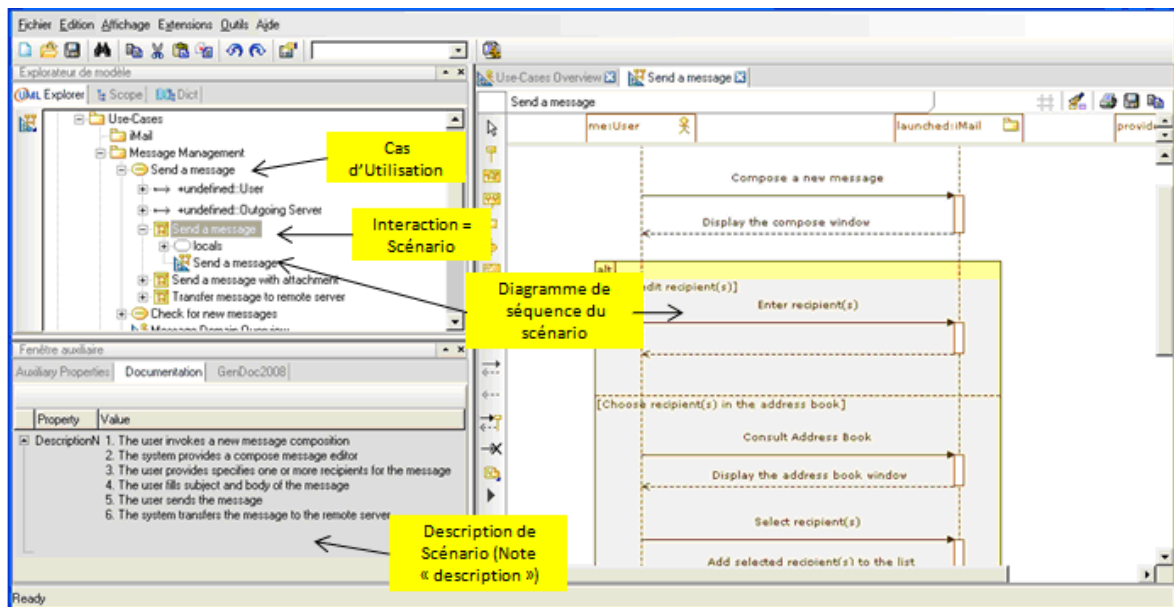 Fichier Edition Affichage Extensions Outils Aide
Explorateur de modèle
UML Explorer Scope Dict
Use-Cases
iMail
Message Management
Send a message
+undefined::User
+undefined::Outgoing Server
Send a message
locals
Send a message
Send a message with attachment
Transfer message to remote server
Check for new messages
Message Domain Overview
Cas
d'Utilisation
Interaction =
Scénario
Diagramme de
séquence du
scénario
Fenêtre auxiliaire
Auxiliary Properties Documentation GenDoc2008
Property Value
DescriptionN 1. The user invokes a new message composition
2. The system provides a compose message editor
3. The user provides specifies one or more recipients for the message
4. The user fills subject and body of the message
5. The user sends the message
6. The system transfers the message to the remote server
Description de
Scénario (Note
« description »)
Use-Cases Overview Send a message
Send a message
me:User launched:iMail provid
Compose a new message
Display the compose window
alt
dit recipient(s)]
Enter recipient(s)
[Choose recipient(s) in the address book]
Consult Address Book
Display the address book window
Select recipient(s)
Add selected recipient(s) to the list
Ready